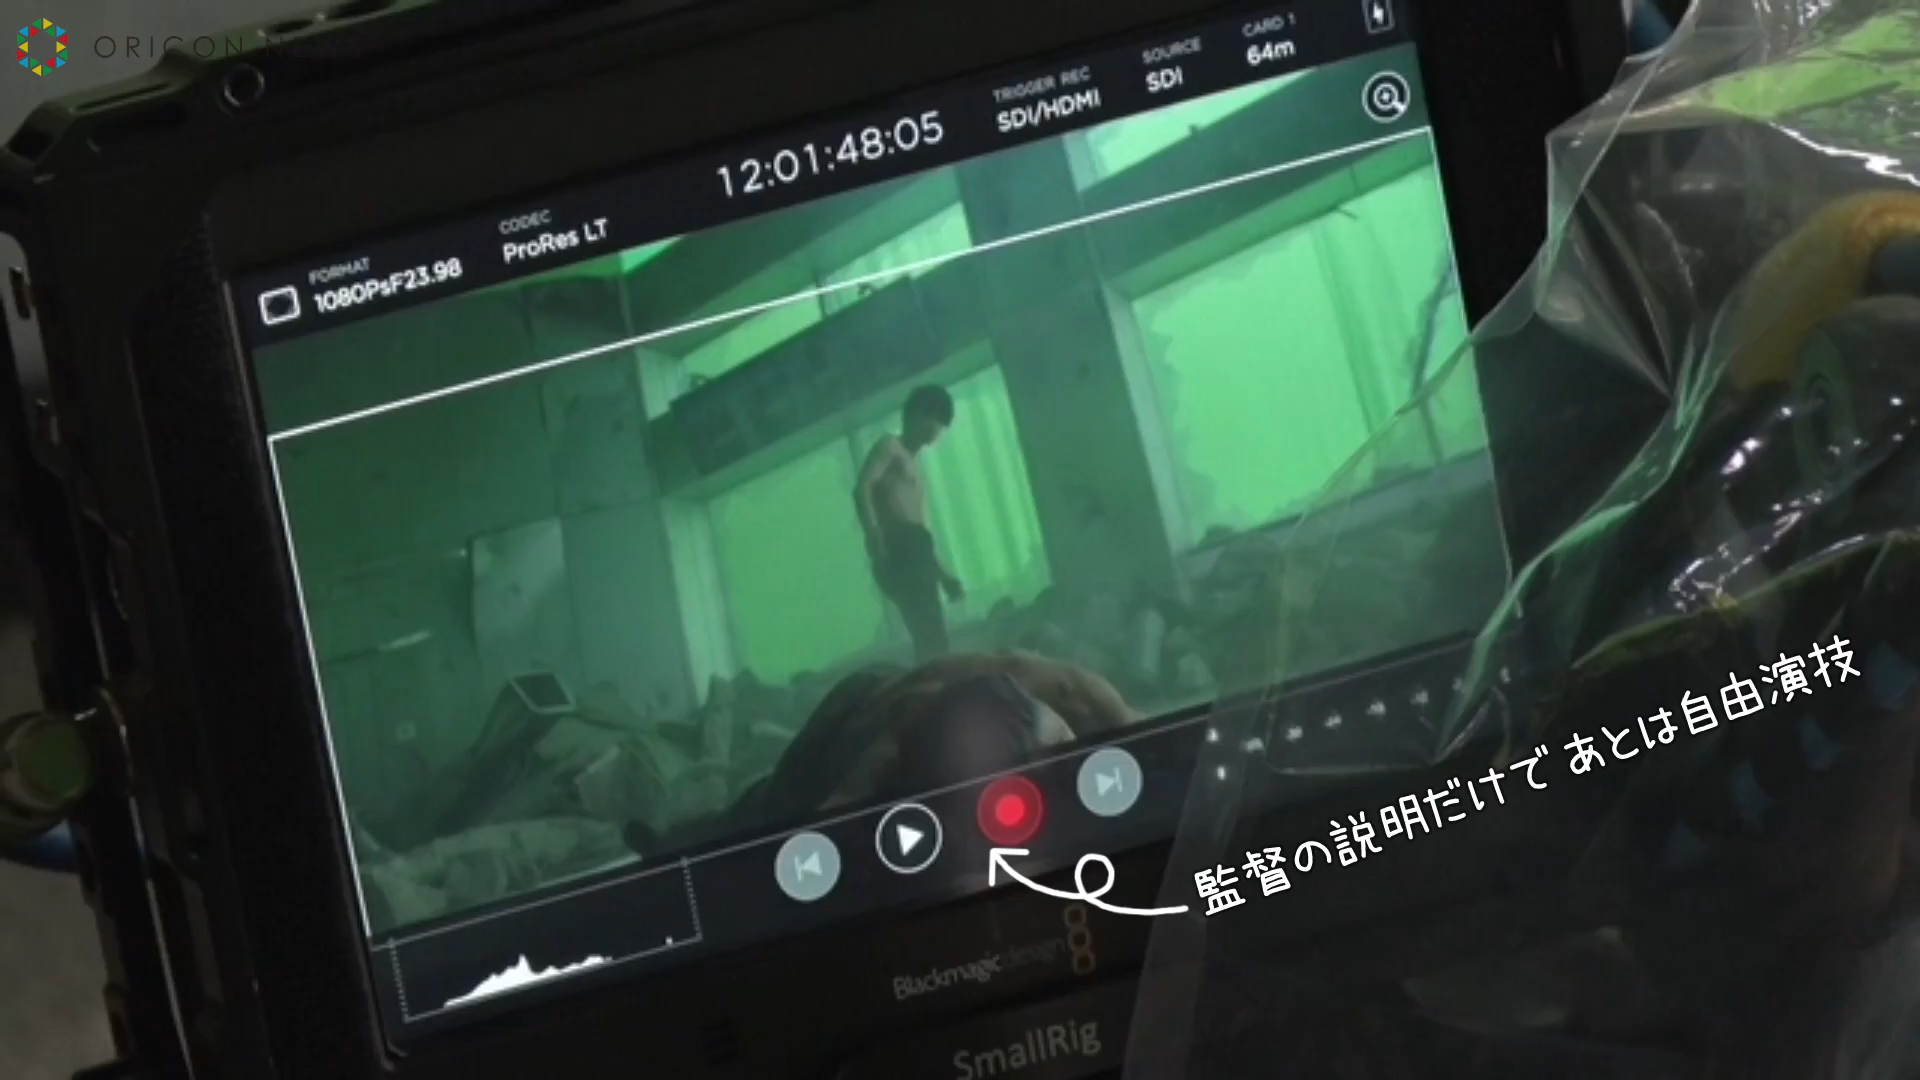 ORICON NEWS
CARD 1
64m
SOURCE
SDI
TRIGGER REC
SDI/HDMI
12:01:48:05
CODEC
ProRes LT
FORMAT
1080PsF23.98
監督の説明だけで あとは自由演技
Blackmagicdesign
SmallRig